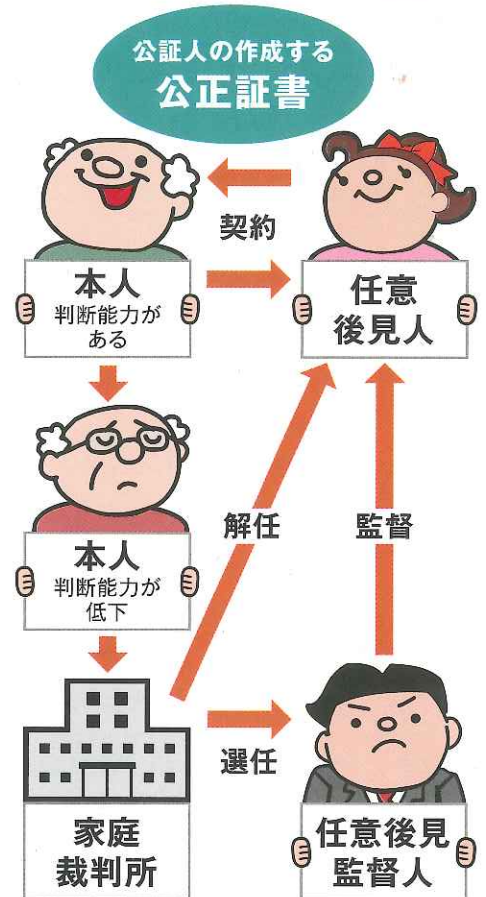 公証人の作成する
公正証書
契約
本人
判断能力が
ある
任意
後見人
本人
判断能力が
低下
解任
監督
選任
家庭
裁判所
任意後見
監督人